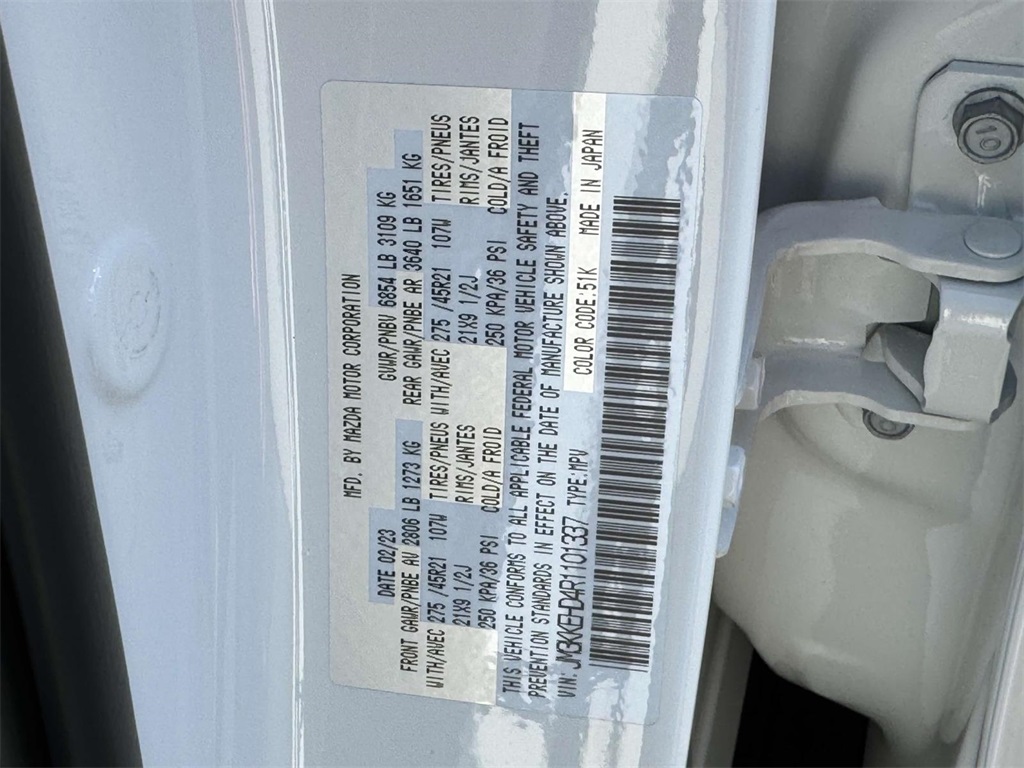 MFD. BY MAZDA MOTOR CORPORATION
DATE 02/23 GVWR/PNBV 6854 LB 3109 KG
FRONT GAWR/PNBE AV 2806 LB 1273 KG REAR GAWR/PNBE AR 3640 LB 1651 KG
WITH/AVEC 275 /45R21 107W TIRES/PNEUS WITH/AVEC 275 /45R21 107W TIRES/PNEUS
21X9 1/2J RIMS/JANTES 21X9 1/2J RIMS/JANTES
250 KPA/36 PSI COLD/A FROID 250 KPA/36 PSI COLD/A FROID
THIS VEHICLE CONFORMS TO ALL APPLICABLE FEDERAL MOTOR VEHICLE SAFETY AND THEFT
PREVENTION STANDARDS IN EFFECT ON THE DATE OF MANUFACTURE SHOWN ABOVE.
VIN: JM3KKEHD4R1101337 TYPE:MPV COLOR CODE:51K MADE IN JAPAN
10